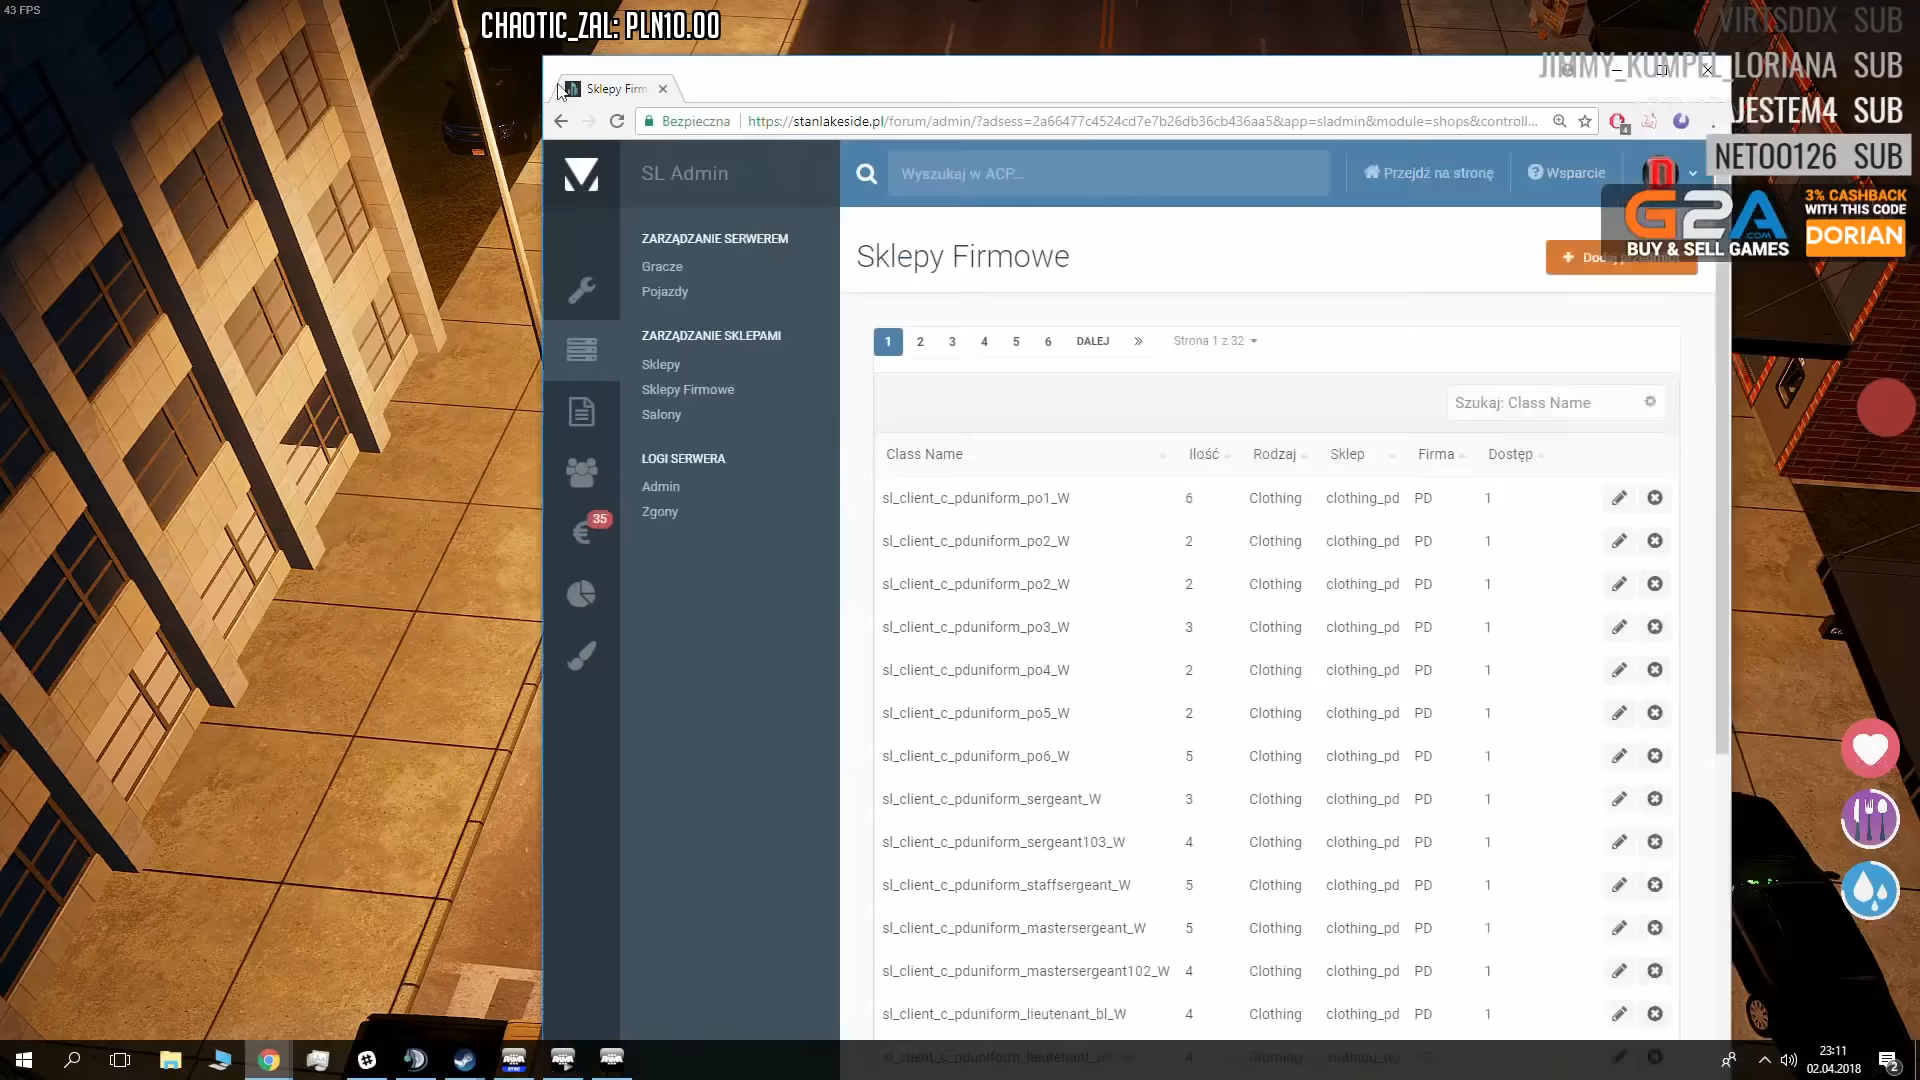 43 FPS
CHAOTIC_ZAL: PLN10.00
VIRTSDDX SUB
JIMMY_KUMPEL_LORIANA SUB
JESTEM4 SUB
NET00126 SUB
Sklepy Firm
Bezpieczna
https://stanlakeside.pl/forum/admin/?adsess=2a66477c4524cd7e7b26db36cb436aa5&app=sladmin&module=shops&controll...
4
SL Admin
Wyszukaj w ACP...
Przejdź na stronę
Wsparcie
G2A.COM
BUY & SELL GAMES
3% CASHBACK
WITH THIS CODE
DORIAN
ZARZĄDZANIE SERWEREM
Gracze
Pojazdy
ZARZĄDZANIE SKLEPAMI
Sklepy
Sklepy Firmowe
Salony
LOGI SERWERA
Admin
Zgony
35
Sklepy Firmowe
1 2 3 4 5 6 DALEJ » Strona 1 z 32
Szukaj: Class Name
Class Name Ilość Rodzaj Sklep Firma Dostęp
sl_client_c_pduniform_po1_W 6 Clothing clothing_pd PD 1
sl_client_c_pduniform_po2_W 2 Clothing clothing_pd PD 1
sl_client_c_pduniform_po2_W 2 Clothing clothing_pd PD 1
sl_client_c_pduniform_po3_W 3 Clothing clothing_pd PD 1
sl_client_c_pduniform_po4_W 2 Clothing clothing_pd PD 1
sl_client_c_pduniform_po5_W 2 Clothing clothing_pd PD 1
sl_client_c_pduniform_po6_W 5 Clothing clothing_pd PD 1
sl_client_c_pduniform_sergeant_W 3 Clothing clothing_pd PD 1
sl_client_c_pduniform_sergeant103_W 4 Clothing clothing_pd PD 1
sl_client_c_pduniform_staffsergeant_W 5 Clothing clothing_pd PD 1
sl_client_c_pduniform_mastersergeant_W 5 Clothing clothing_pd PD 1
sl_client_c_pduniform_mastersergeant102_W 4 Clothing clothing_pd PD 1
sl_client_c_pduniform_lieutenant_bl_W 4 Clothing clothing_pd PD 1
23:11
02.04.2018
2